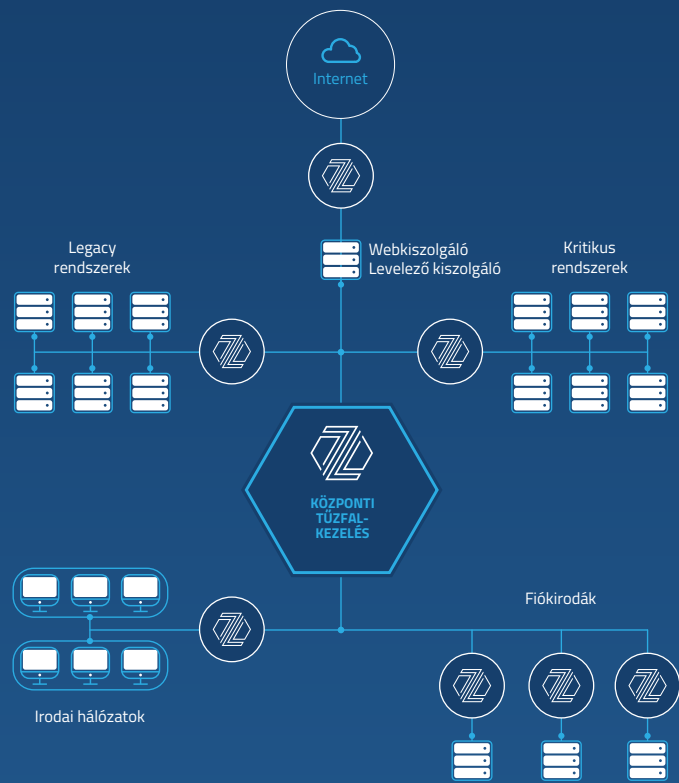 Internet
Legacy
rendszerek
Webkiszolgáló
Levelező kiszolgáló
Kritikus
rendszerek
KÖZPONTI
TŰZFAL-
KEZELÉS
Fiókirodák
Irodai hálózatok